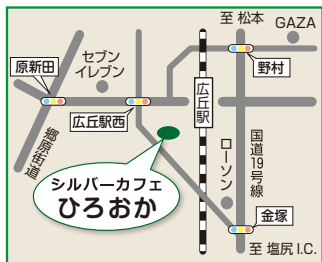 至 松本
GAZA
セブン
イレブン
原新田
野村
広丘駅西
広丘駅
郷原街道
シルバーカフェ
ひろおか
ローソン
国道19号線
金塚
至 塩尻 I.C.